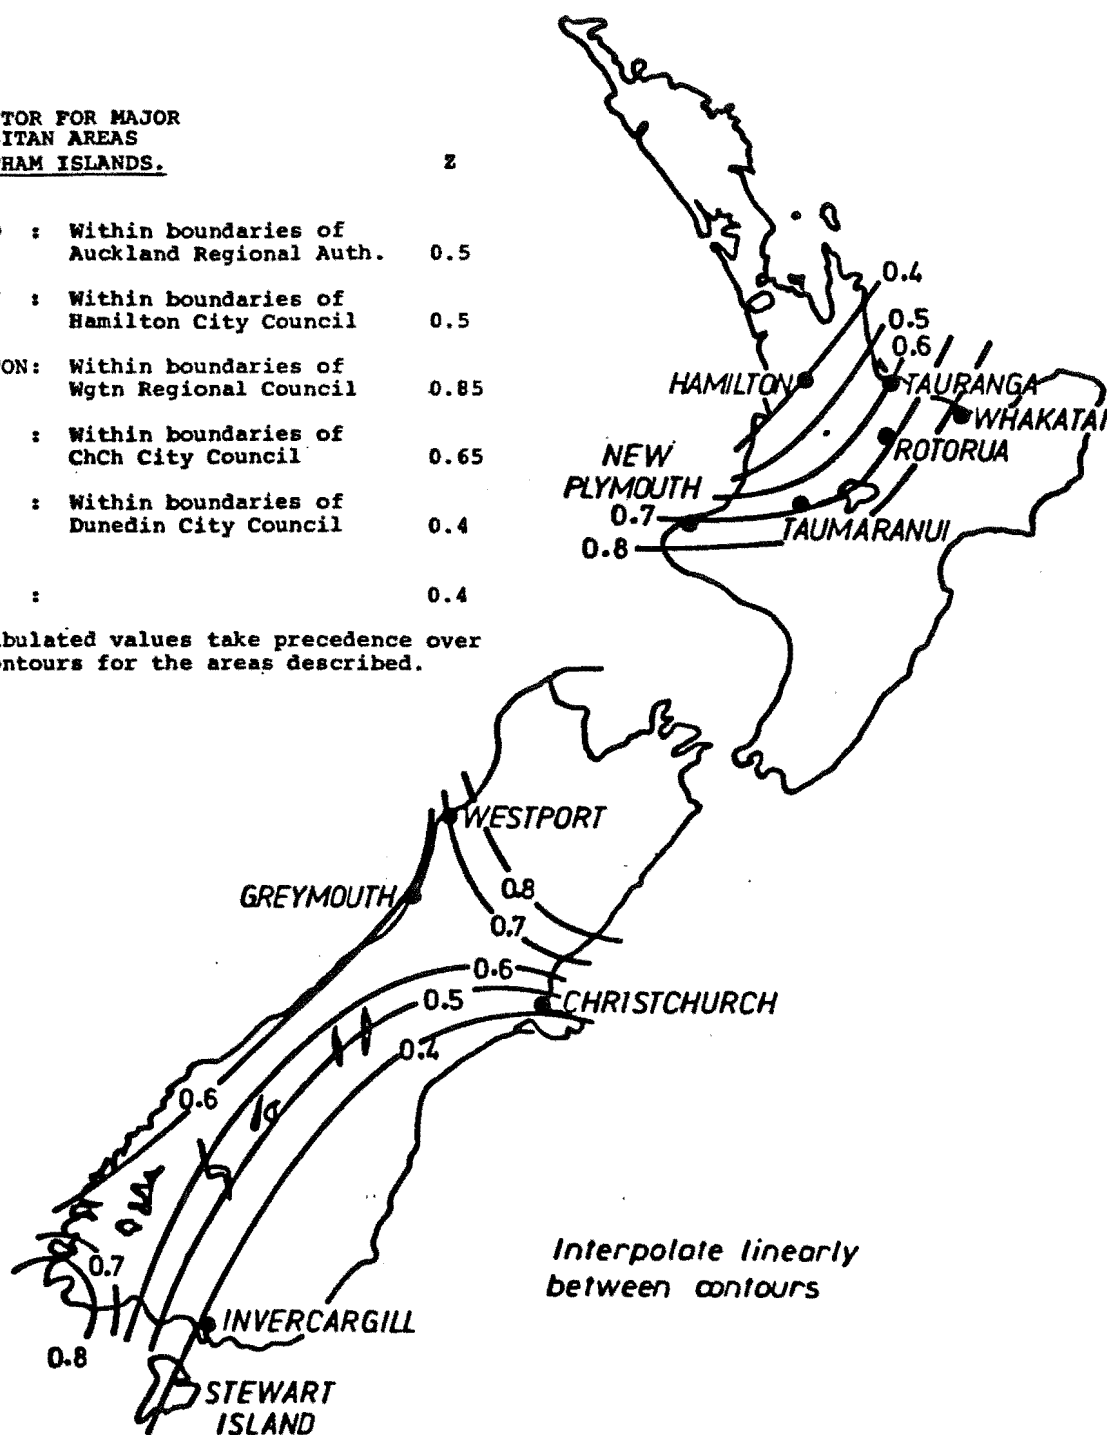 TOR FOR MAJOR
ITAN AREAS
HAM ISLANDS.
Z
: Within boundaries of
Auckland Regional Auth. 0.5
: Within boundaries of
Hamilton City Council 0.5
ON: Within boundaries of
Wgtn Regional Council 0.85
: Within boundaries of
ChCh City Council 0.65
: Within boundaries of
Dunedin City Council 0.4
: 0.4
bulated values take precedence over
ntours for the areas described.
0.4
0.5
0.6
HAMILTON
TAURANGA
WHAKATA
ROTORUA
NEW
PLYMOUTH
0.7
TAUMARANUI
0.8
WESTPORT
GREYMOUTH
0.8
0.7
0.6
0.5
CHRISTCHURCH
0.4
0.6
Interpolate linearly
between contours
0.7
INVERCARGILL
0.8
STEWART
ISLAND